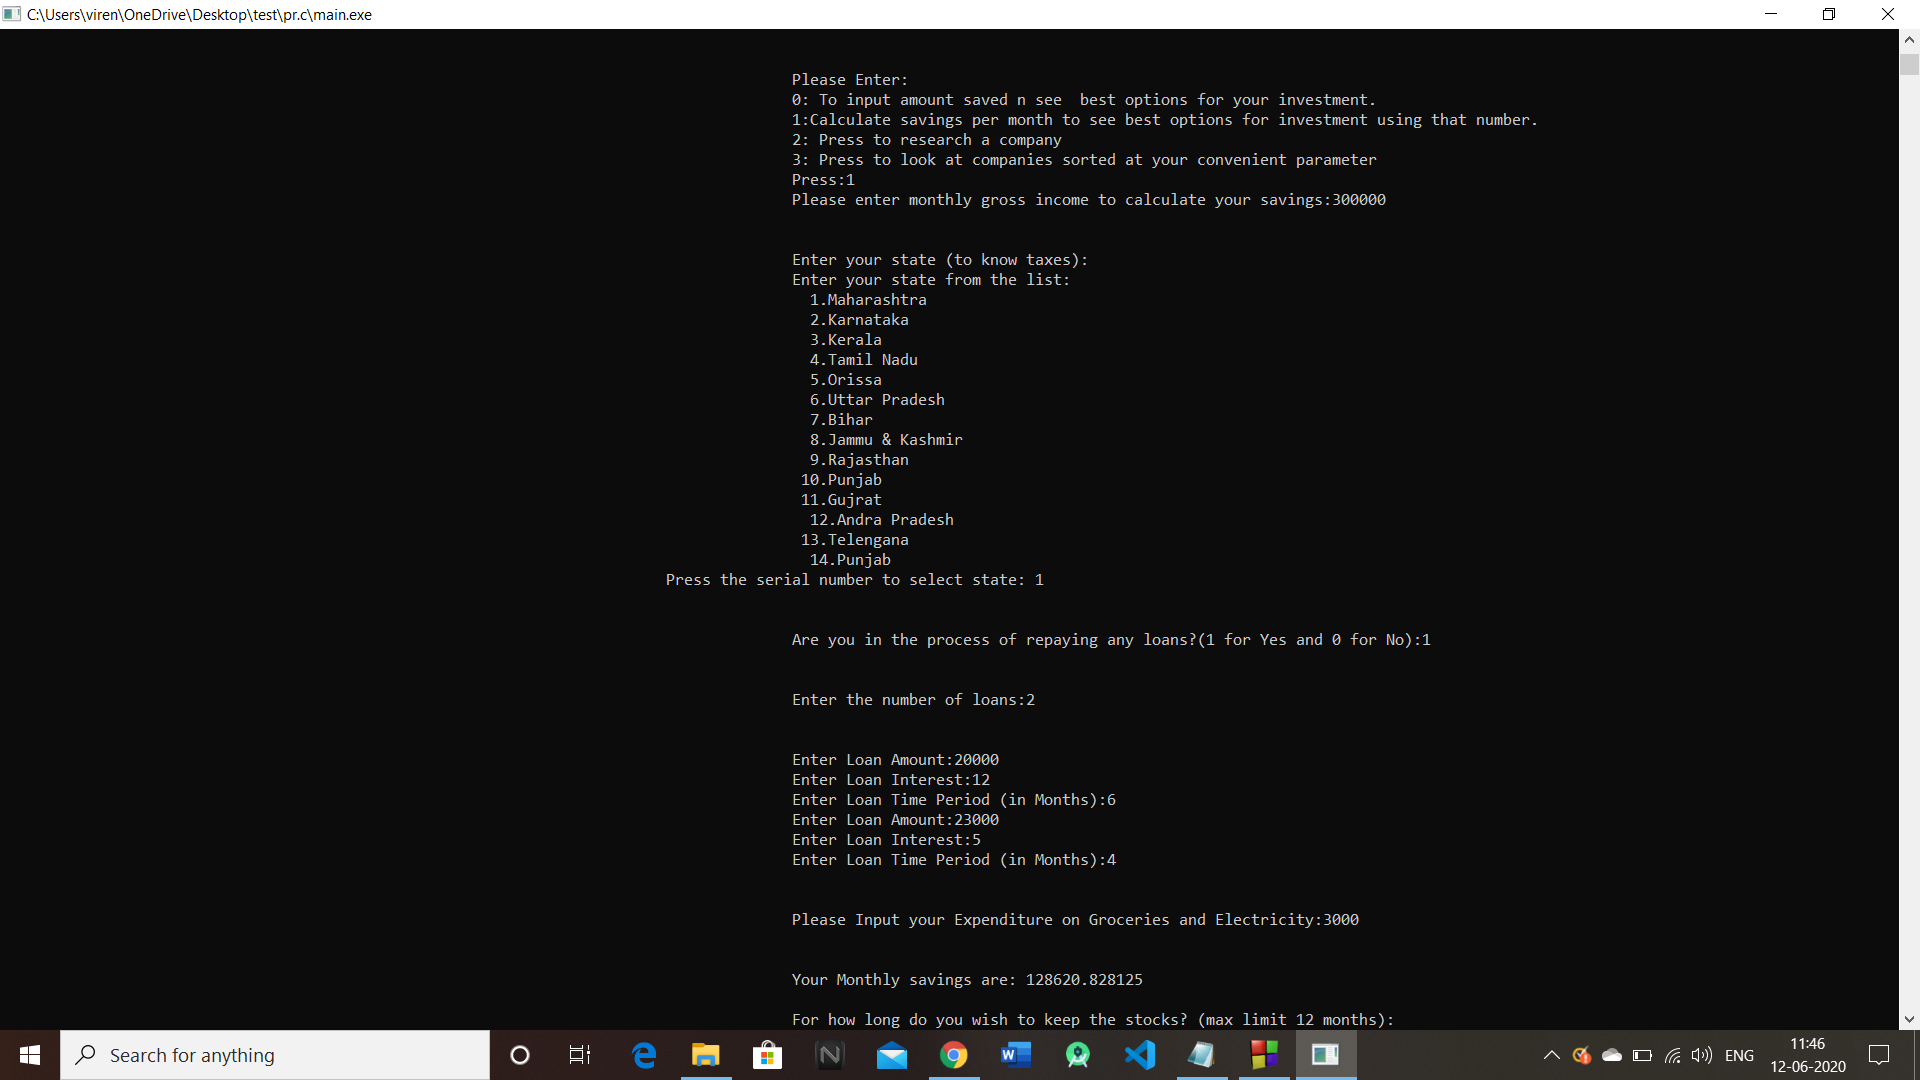 C:\Users\viren\OneDrive\Desktop\test\pr.c\main.exe
Please Enter:
0: To input amount saved n see  best options for your investment.
1:Calculate savings per month to see best options for investment using that number.
2: Press to research a company
3: Press to look at companies sorted at your convenient parameter
Press:1
Please enter monthly gross income to calculate your savings:300000
Enter your state (to know taxes):
Enter your state from the list:
1.Maharashtra
2.Karnataka
3.Kerala
4.Tamil Nadu
5.Orissa
6.Uttar Pradesh
7.Bihar
8.Jammu & Kashmir
9.Rajasthan
10.Punjab
11.Gujrat
12.Andra Pradesh
13.Telengana
14.Punjab
Press the serial number to select state: 1
Are you in the process of repaying any loans?(1 for Yes and 0 for No):1
Enter the number of loans:2
Enter Loan Amount:20000
Enter Loan Interest:12
Enter Loan Time Period (in Months):6
Enter Loan Amount:23000
Enter Loan Interest:5
Enter Loan Time Period (in Months):4
Please Input your Expenditure on Groceries and Electricity:3000
Your Monthly savings are: 128620.828125
For how long do you wish to keep the stocks? (max limit 12 months):
Search for anything
ENG
11:46
12-06-2020